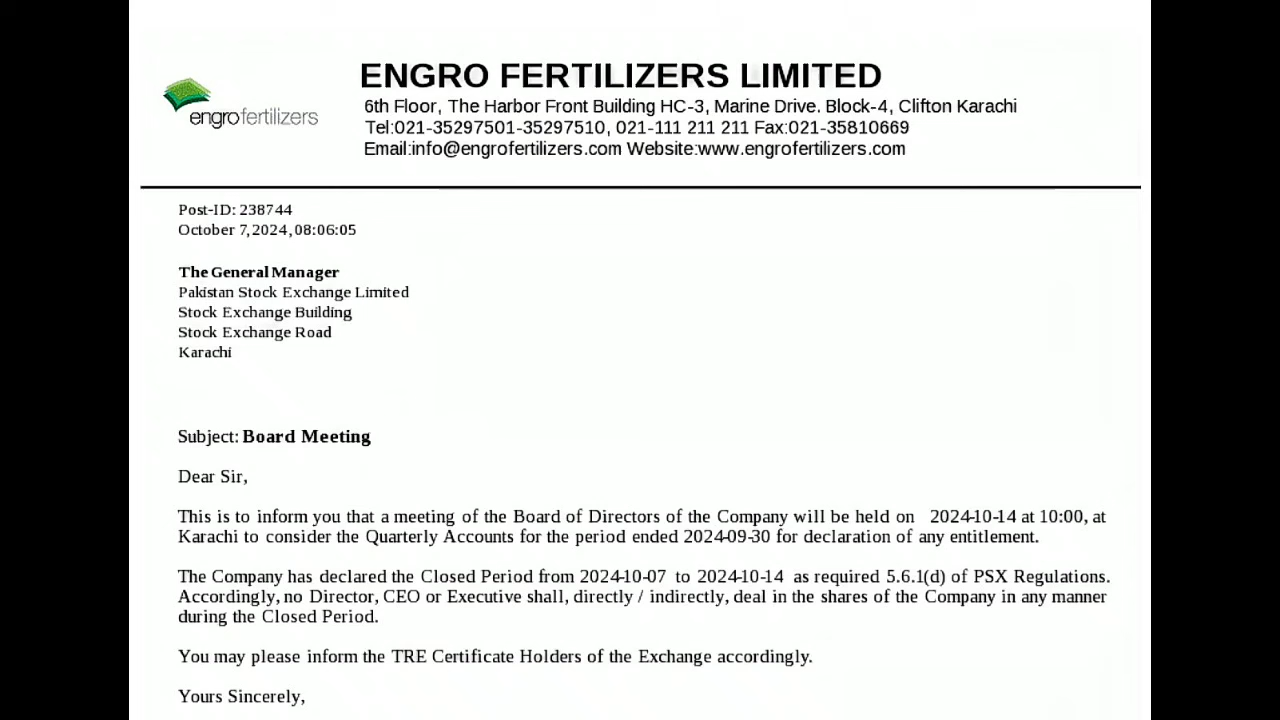 engrofertilizers
ENGRO FERTILIZERS LIMITED
6th Floor, The Harbor Front Building HC-3, Marine Drive. Block-4, Clifton Karachi
Tel:021-35297501-35297510, 021-111 211 211 Fax:021-35810669
Email:info@engrofertilizers.com Website:www.engrofertilizers.com
Post-ID: 238744
October 7,2024,08:06:05
The General Manager
Pakistan Stock Exchange Limited
Stock Exchange Building
Stock Exchange Road
Karachi
Subject: Board Meeting
Dear Sir,
This is to inform you that a meeting of the Board of Directors of the Company will be held on 2024-10-14 at 10:00, at
Karachi to consider the Quarterly Accounts for the period ended 2024-09-30 for declaration of any entitlement.
The Company has declared the Closed Period from 2024-10-07 to 2024-10-14 as required 5.6.1(d) of PSX Regulations.
Accordingly, no Director, CEO or Executive shall, directly / indirectly, deal in the shares of the Company in any manner
during the Closed Period.
You may please inform the TRE Certificate Holders of the Exchange accordingly.
Yours Sincerely,